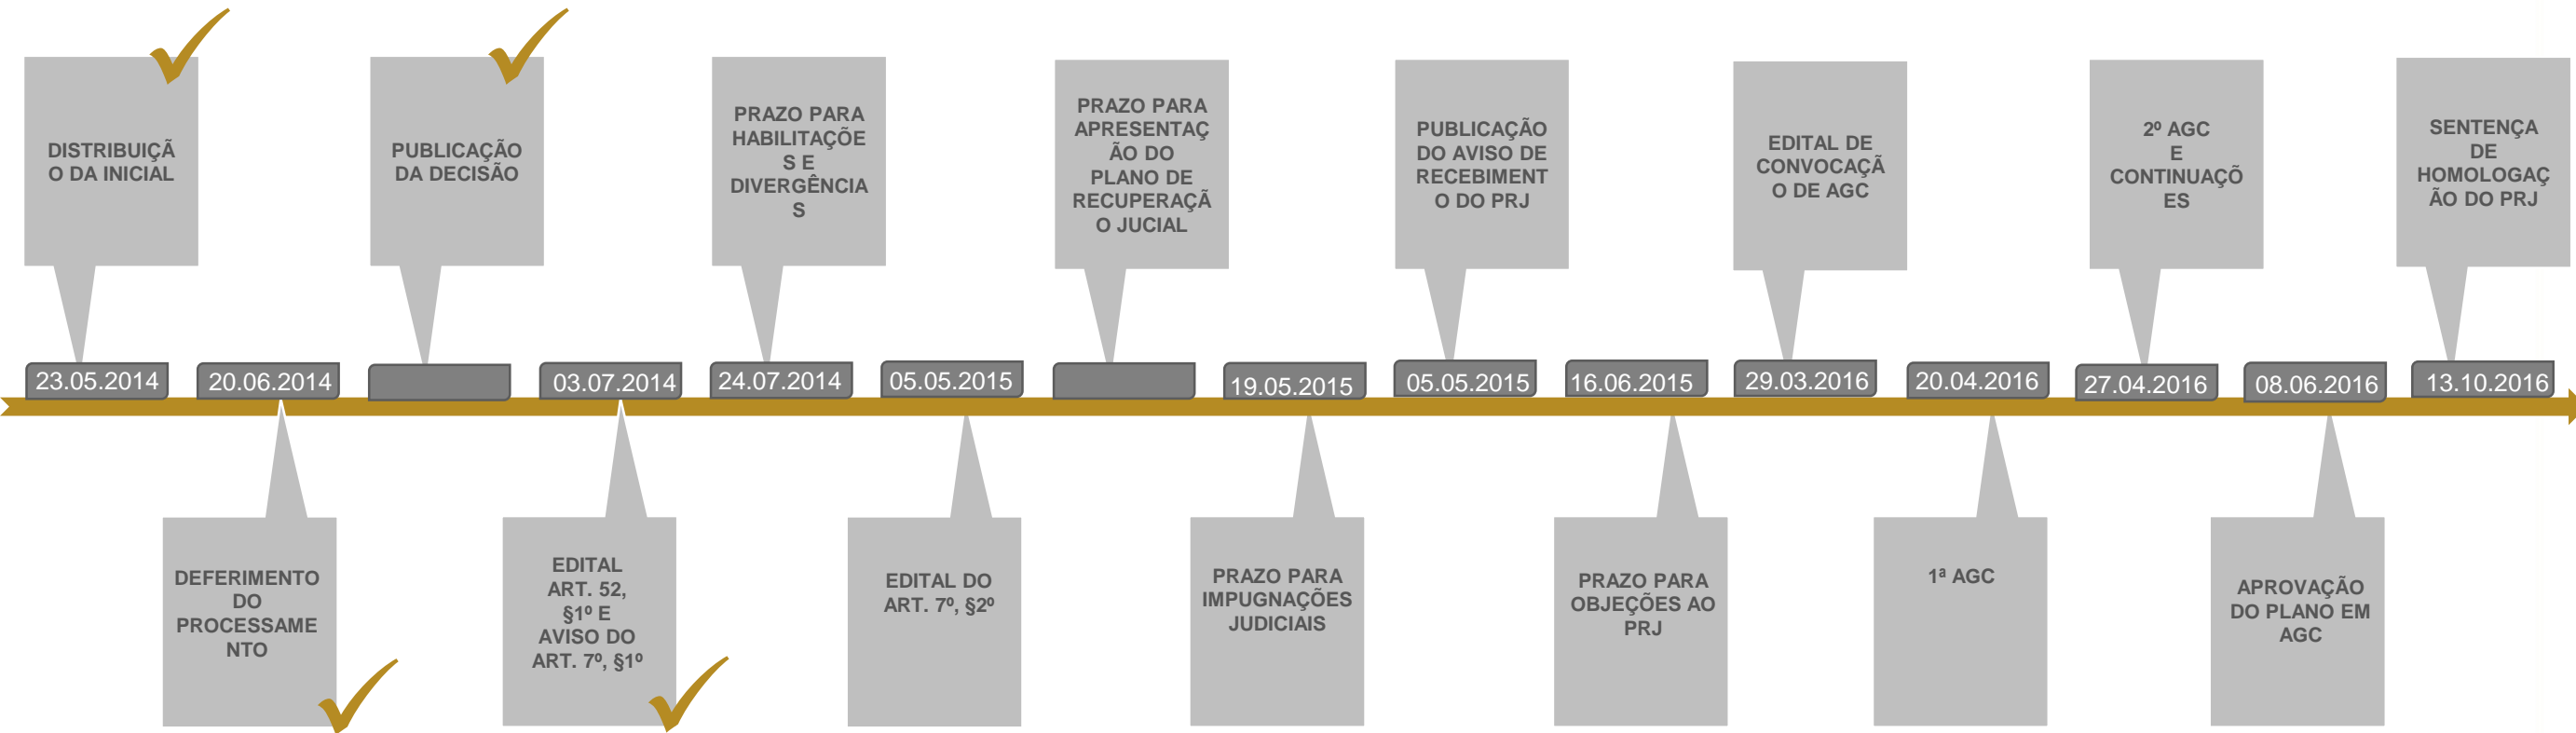 DISTRIBUIÇÃ
O DA INICIAL
PUBLICAÇÃO
DA DECISÃO
PRAZO PARA
HABILITAÇÕE
S E
DIVERGÊNCIA
S
PRAZO PARA
APRESENTAÇ
ÃO DO
PLANO DE
RECUPERAÇÃ
O JUCIAL
PUBLICAÇÃO
DO AVISO DE
RECEBIMENT
O DO PRJ
EDITAL DE
CONVOCAÇÃ
O DE AGC
2º AGC
E
CONTINUAÇÕ
ES
SENTENÇA
DE
HOMOLOGAÇ
ÃO DO PRJ
23.05.2014
20.06.2014
03.07.2014
24.07.2014
05.05.2015
19.05.2015
05.05.2015
16.06.2015
29.03.2016
20.04.2016
27.04.2016
08.06.2016
13.10.2016
DEFERIMENTO
DO
PROCESSAME
NTO
EDITAL
ART. 52,
§1º E
AVISO DO
ART. 7º, §1º
EDITAL DO
ART. 7º, §2º
PRAZO PARA
IMPUGNAÇÕES
JUDICIAIS
PRAZO PARA
OBJEÇÕES AO
PRJ
1ª AGC
APROVAÇÃO
DO PLANO EM
AGC